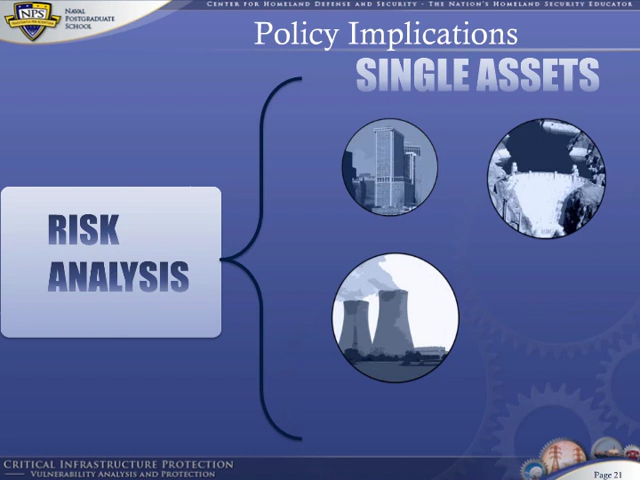 CENTER FOR HOMELAND DEFENSE AND SECURITY · THE NATION'S HOMELAND SECURITY EDUCATOR
NPS
NAVAL
POSTGRADUATE
SCHOOL
Policy Implications
SINGLE ASSETS
RISK
ANALYSIS
CRITICAL INFRASTRUCTURE PROTECTION
VULNERABILITY ANALYSIS AND PROTECTION
Page 21